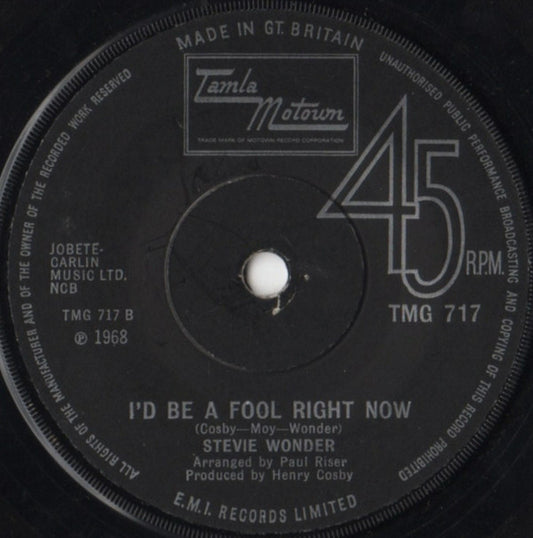 MADE IN GT. BRITAIN
UNAUTHORISED PUBLIC PERFORMANCE BROADCASTING AND COPYING OF THIS RECORD PROHIBITED
ALL RIGHTS OF THE MANUFACTURER AND OF THE OWNER OF THE RECORDED WORK RESERVED
Tamla
Motown
TRADE MARK OF MOTOWN RECORD CORPORATION
45
R.P.M.
JOBETE-
CARLIN
MUSIC LTD.
NCB
TMG 717 B
℗ 1968
TMG 717
I'D BE A FOOL RIGHT NOW
(Cosby—Moy—Wonder)
STEVIE WONDER
Arranged by Paul Riser
Produced by Henry Cosby
E.M.I. RECORDS LIMITED